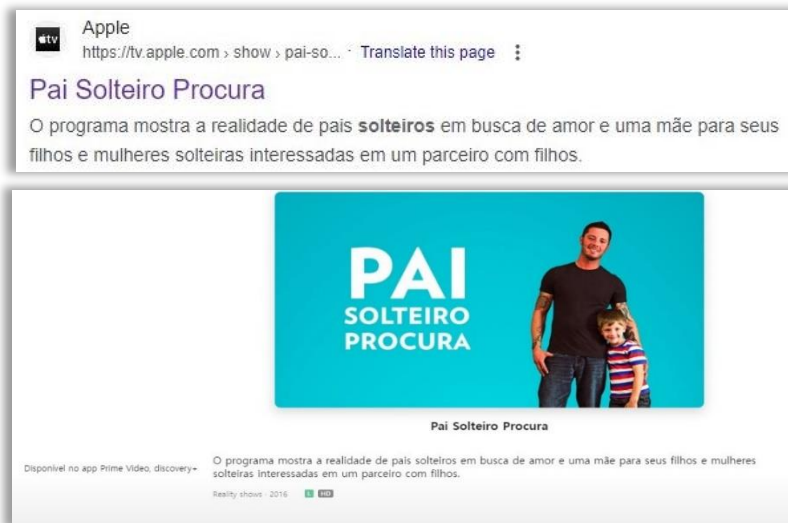 tv
Apple
https://tv.apple.com › show › pai-so... · Translate this page
Pai Solteiro Procura
O programa mostra a realidade de pais solteiros em busca de amor e uma mãe para seus
filhos e mulheres solteiras interessadas em um parceiro com filhos.
PAI
SOLTEIRO
PROCURA
Pai Solteiro Procura
Disponível no app Prime Video, discovery+
O programa mostra a realidade de pais solteiros em busca de amor e uma mãe para seus filhos e mulheres
solteiras interessadas em um parceiro com filhos.
Reality shows · 2016 L HD